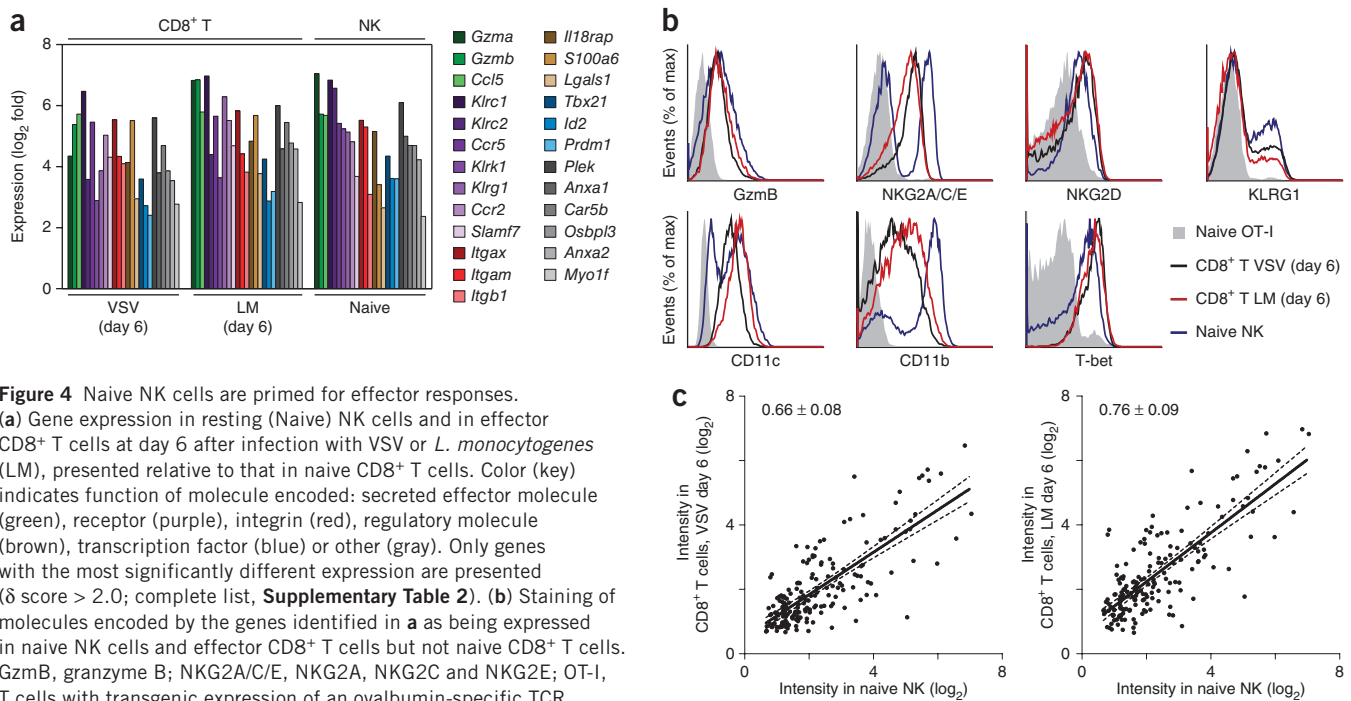 a
CD8+ T
NK
8
6
4
2
0
Expression (log2 fold)
VSV
(day 6)
LM
(day 6)
Naive
Gzma
Gzmb
Ccl5
Klrc1
Klrc2
Ccr5
Klrk1
Klrg1
Ccr2
Slamf7
Itgax
Itgam
Itgb1
Il18rap
S100a6
Lgals1
Tbx21
Id2
Prdm1
Plek
Anxa1
Car5b
Osbpl3
Anxa2
Myo1f
b
Events (% of max)
GzmB
NKG2A/C/E
NKG2D
KLRG1
Events (% of max)
CD11c
CD11b
T-bet
Naive OT-I
CD8+ T VSV (day 6)
CD8+ T LM (day 6)
Naive NK
Figure 4 Naive NK cells are primed for effector responses.
(a) Gene expression in resting (Naive) NK cells and in effector
CD8+ T cells at day 6 after infection with VSV or L. monocytogenes
(LM), presented relative to that in naive CD8+ T cells. Color (key)
indicates function of molecule encoded: secreted effector molecule
(green), receptor (purple), integrin (red), regulatory molecule
(brown), transcription factor (blue) or other (gray). Only genes
with the most significantly different expression are presented
(δ score > 2.0; complete list, Supplementary Table 2). (b) Staining of
molecules encoded by the genes identified in a as being expressed
in naive NK cells and effector CD8+ T cells but not naive CD8+ T cells.
GzmB, granzyme B; NKG2A/C/E, NKG2A, NKG2C and NKG2E; OT-I,
T cells with transgenic expression of an ovalbumin-specific TCR
c
0.66 ± 0.08
8
4
0
Intensity in
CD8+ T cells, VSV day 6 (log2)
0
4
8
Intensity in naive NK (log2)
0.76 ± 0.09
8
4
0
Intensity in
CD8+ T cells, LM day 6 (log2)
0
4
8
Intensity in naive NK (log2)